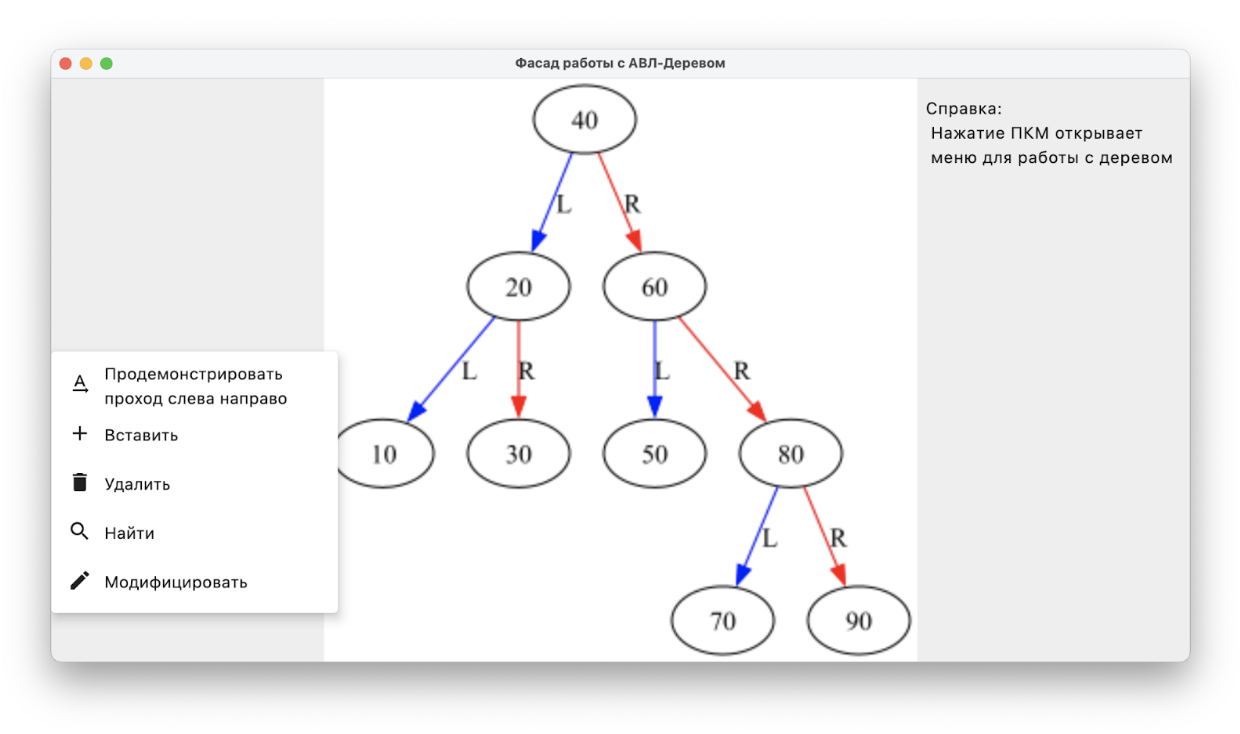 Фасад работы с АВЛ-Деревом
40
L
R
20
60
L
R
L
R
10
30
50
80
L
R
70
90
Справка:
Нажатие ПКМ открывает
меню для работы с деревом
A
Продемонстрировать
проход слева направо
Вставить
Удалить
Найти
Модифицировать